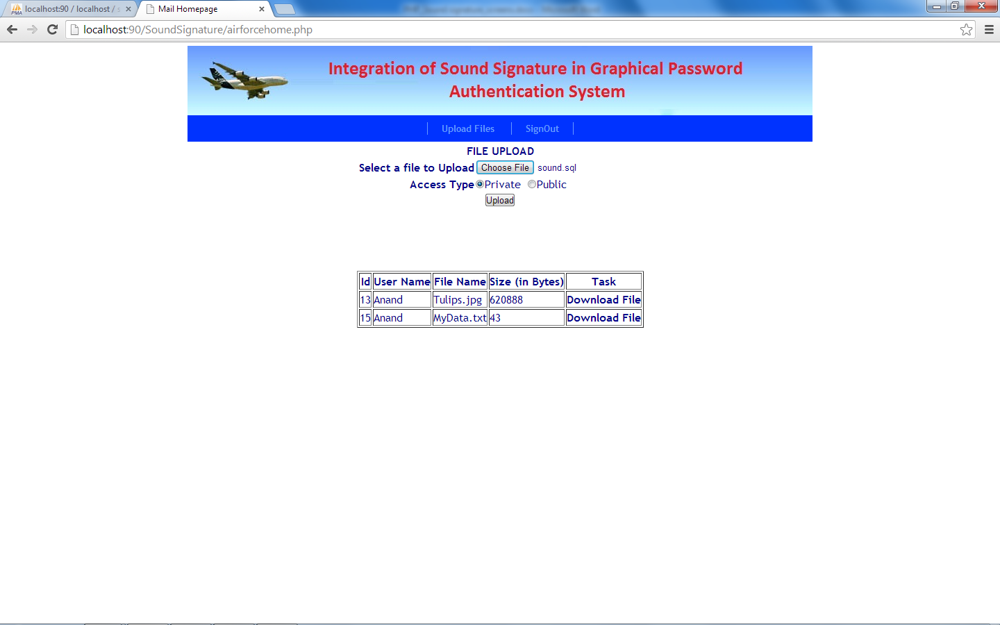 PMA localhost:90 / localhost / s
Mail Homepage
localhost:90/SoundSignature/airforcehome.php
Integration of Sound Signature in Graphical Password
Authentication System
Upload Files SignOut
FILE UPLOAD
Select a file to Upload Choose File sound.sql
Access Type Private Public
Upload
Id User Name File Name Size (in Bytes) Task
13 Anand Tulips.jpg 620888 Download File
15 Anand MyData.txt 43 Download File